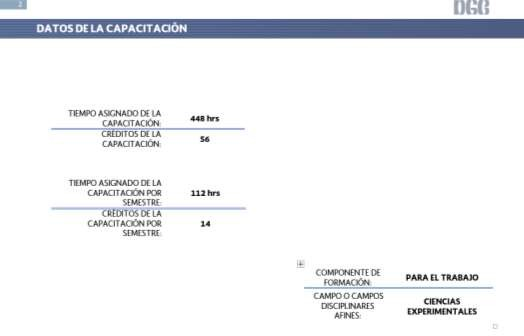 2
DGB
DATOS DE LA CAPACITACIÓN
TIEMPO ASIGNADO DE LA
CAPACITACIÓN:
448 hrs
CRÉDITOS DE LA
CAPACITACIÓN:
56
TIEMPO ASIGNADO DE LA
CAPACITACIÓN POR
SEMESTRE:
112 hrs
CRÉDITOS DE LA
CAPACITACIÓN POR
SEMESTRE:
14
COMPONENTE DE
FORMACIÓN:
PARA EL TRABAJO
CAMPO O CAMPOS
DISCIPLINARES
AFINES:
CIENCIAS
EXPERIMENTALES